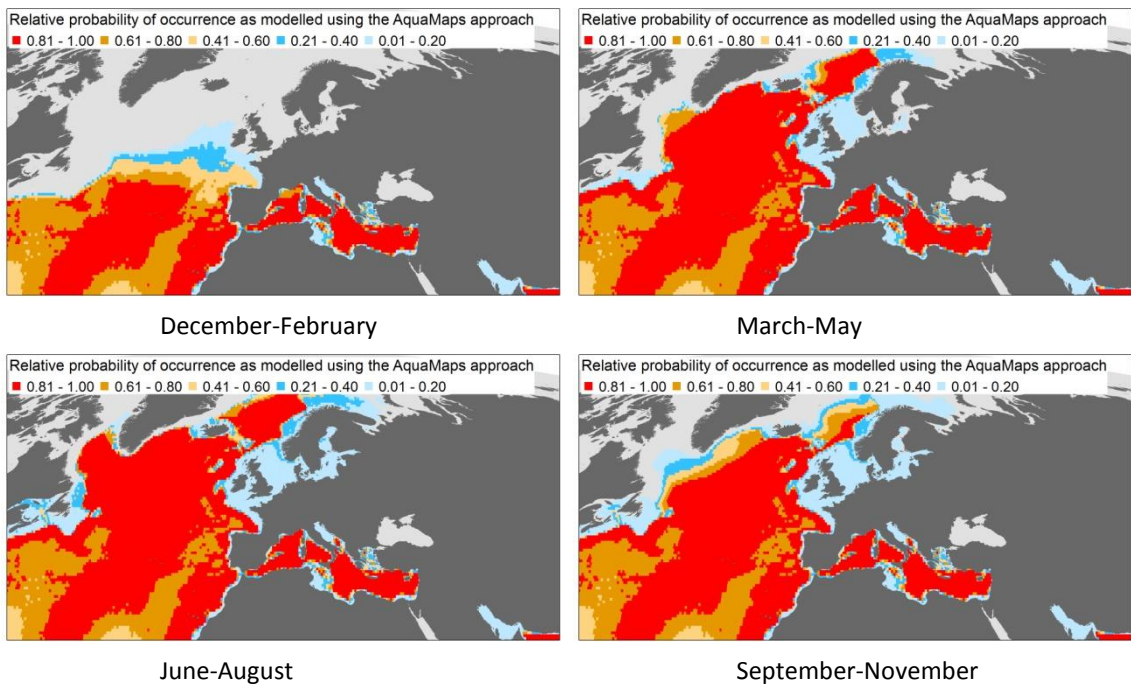 Relative probability of occurrence as modelled using the AquaMaps approach
0.81 - 1.00 0.61 - 0.80 0.41 - 0.60 0.21 - 0.40 0.01 - 0.20
December-February
Relative probability of occurrence as modelled using the AquaMaps approach
0.81 - 1.00 0.61 - 0.80 0.41 - 0.60 0.21 - 0.40 0.01 - 0.20
March-May
Relative probability of occurrence as modelled using the AquaMaps approach
0.81 - 1.00 0.61 - 0.80 0.41 - 0.60 0.21 - 0.40 0.01 - 0.20
June-August
Relative probability of occurrence as modelled using the AquaMaps approach
0.81 - 1.00 0.61 - 0.80 0.41 - 0.60 0.21 - 0.40 0.01 - 0.20
September-November